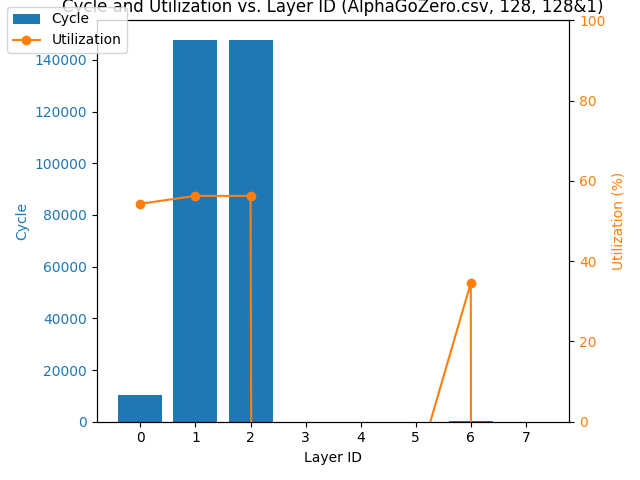 Cycle and Utilization vs. Layer ID (AlphaGoZero.csv, 128, 128&1)
Cycle
Utilization
140000
120000
100000
80000
60000
40000
20000
0
Cycle
100
80
60
40
20
0
Utilization (%)
0 1 2 3 4 5 6 7
Layer ID